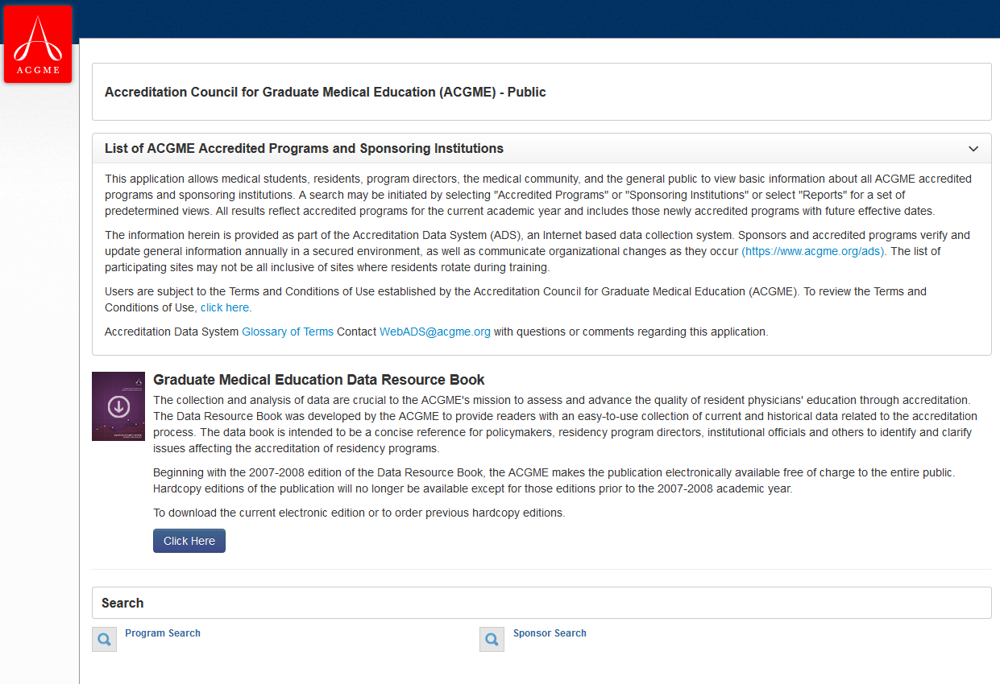 ACGME
Accreditation Council for Graduate Medical Education (ACGME) - Public
List of ACGME Accredited Programs and Sponsoring Institutions
This application allows medical students, residents, program directors, the medical community, and the general public to view basic information about all ACGME accredited
programs and sponsoring institutions. A search may be initiated by selecting "Accredited Programs" or "Sponsoring Institutions" or select "Reports" for a set of
predetermined views. All results reflect accredited programs for the current academic year and includes those newly accredited programs with future effective dates.
The information herein is provided as part of the Accreditation Data System (ADS), an Internet based data collection system. Sponsors and accredited programs verify and
update general information annually in a secured environment, as well as communicate organizational changes as they occur (https://www.acgme.org/ads). The list of
participating sites may not be all inclusive of sites where residents rotate during training.
Users are subject to the Terms and Conditions of Use established by the Accreditation Council for Graduate Medical Education (ACGME). To review the Terms and
Conditions of Use, click here.
Accreditation Data System Glossary of Terms Contact WebADS@acgme.org with questions or comments regarding this application.
Graduate Medical Education Data Resource Book
The collection and analysis of data are crucial to the ACGME's mission to assess and advance the quality of resident physicians' education through accreditation.
The Data Resource Book was developed by the ACGME to provide readers with an easy-to-use collection of current and historical data related to the accreditation
process. The data book is intended to be a concise reference for policymakers, residency program directors, institutional officials and others to identify and clarify
issues affecting the accreditation of residency programs.
Beginning with the 2007-2008 edition of the Data Resource Book, the ACGME makes the publication electronically available free of charge to the entire public.
Hardcopy editions of the publication will no longer be available except for those editions prior to the 2007-2008 academic year.
To download the current electronic edition or to order previous hardcopy editions.
Click Here
Search
Program Search
Sponsor Search